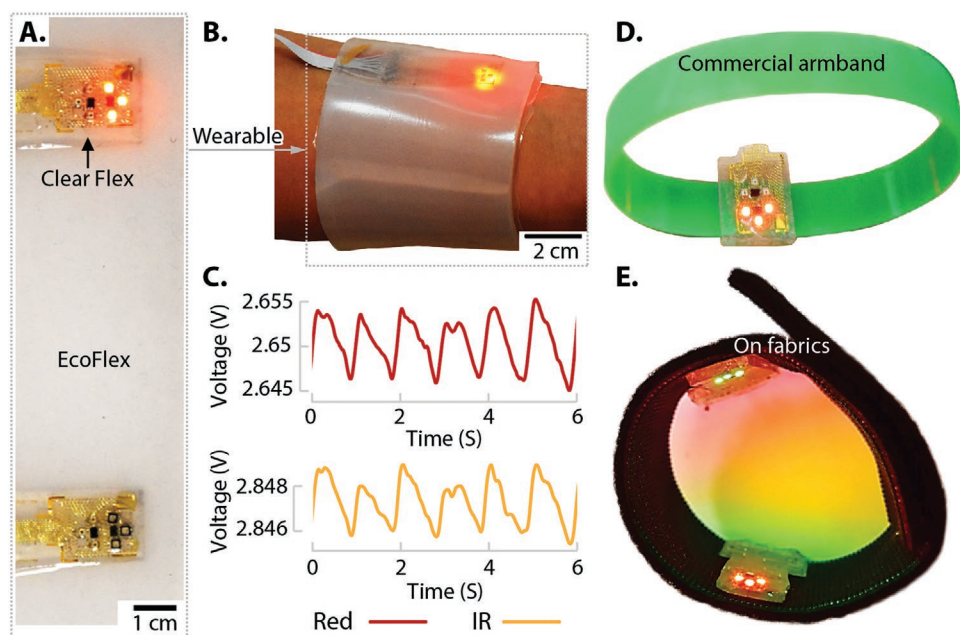 A.
Clear Flex
EcoFlex
1 cm
B.
Wearable
2 cm
C.
Voltage (V)
2.655
2.65
2.645
0 2 4 6
Time (S)
Voltage (V)
2.848
2.846
0 2 4 6
Time (S)
Red IR
D.
Commercial armband
E.
On fabrics